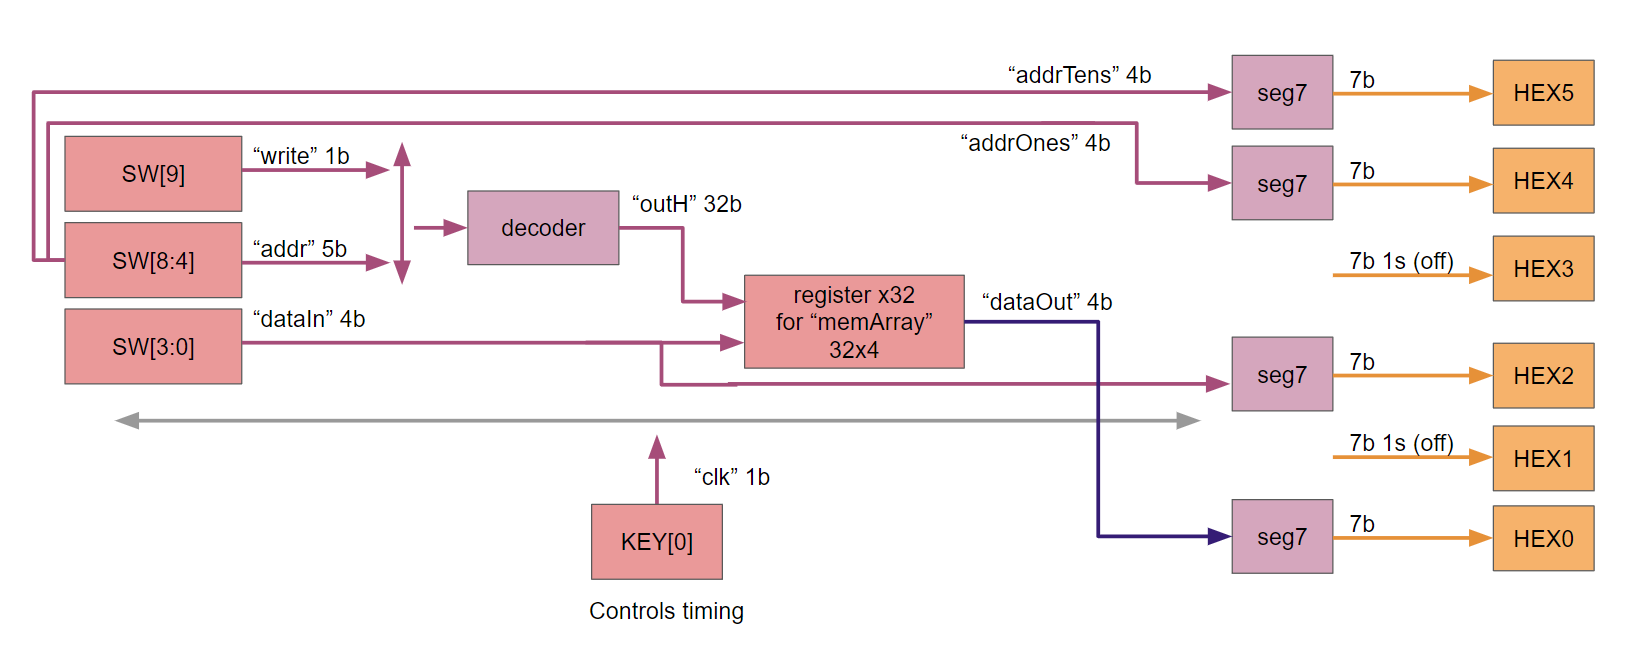 “addrTens” 4b
seg7
7b
HEX5
“addrOnes” 4b
seg7
7b
HEX4
SW[9]
“write” 1b
decoder
“outH” 32b
SW[8:4]
“addr” 5b
7b 1s (off)
HEX3
SW[3:0]
“dataIn” 4b
register x32
for “memArray”
32x4
“dataOut” 4b
seg7
7b
HEX2
7b 1s (off)
HEX1
“clk” 1b
KEY[0]
seg7
7b
HEX0
Controls timing